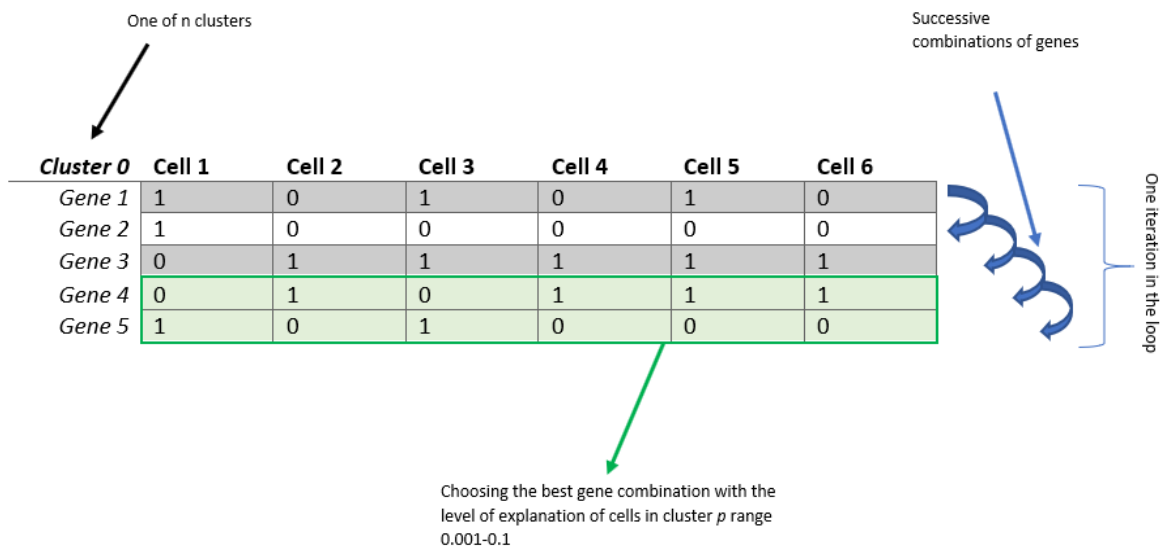 One of n clusters
Successive
combinations of genes
Cluster 0 Cell 1 Cell 2 Cell 3 Cell 4 Cell 5 Cell 6
Gene 1 1 0 1 0 1 0
Gene 2 1 0 0 0 0 0
Gene 3 0 1 1 1 1 1
Gene 4 0 1 0 1 1 1
Gene 5 1 0 1 0 0 0
One iteration in the loop
Choosing the best gene combination with the
level of explanation of cells in cluster p range
0.001-0.1